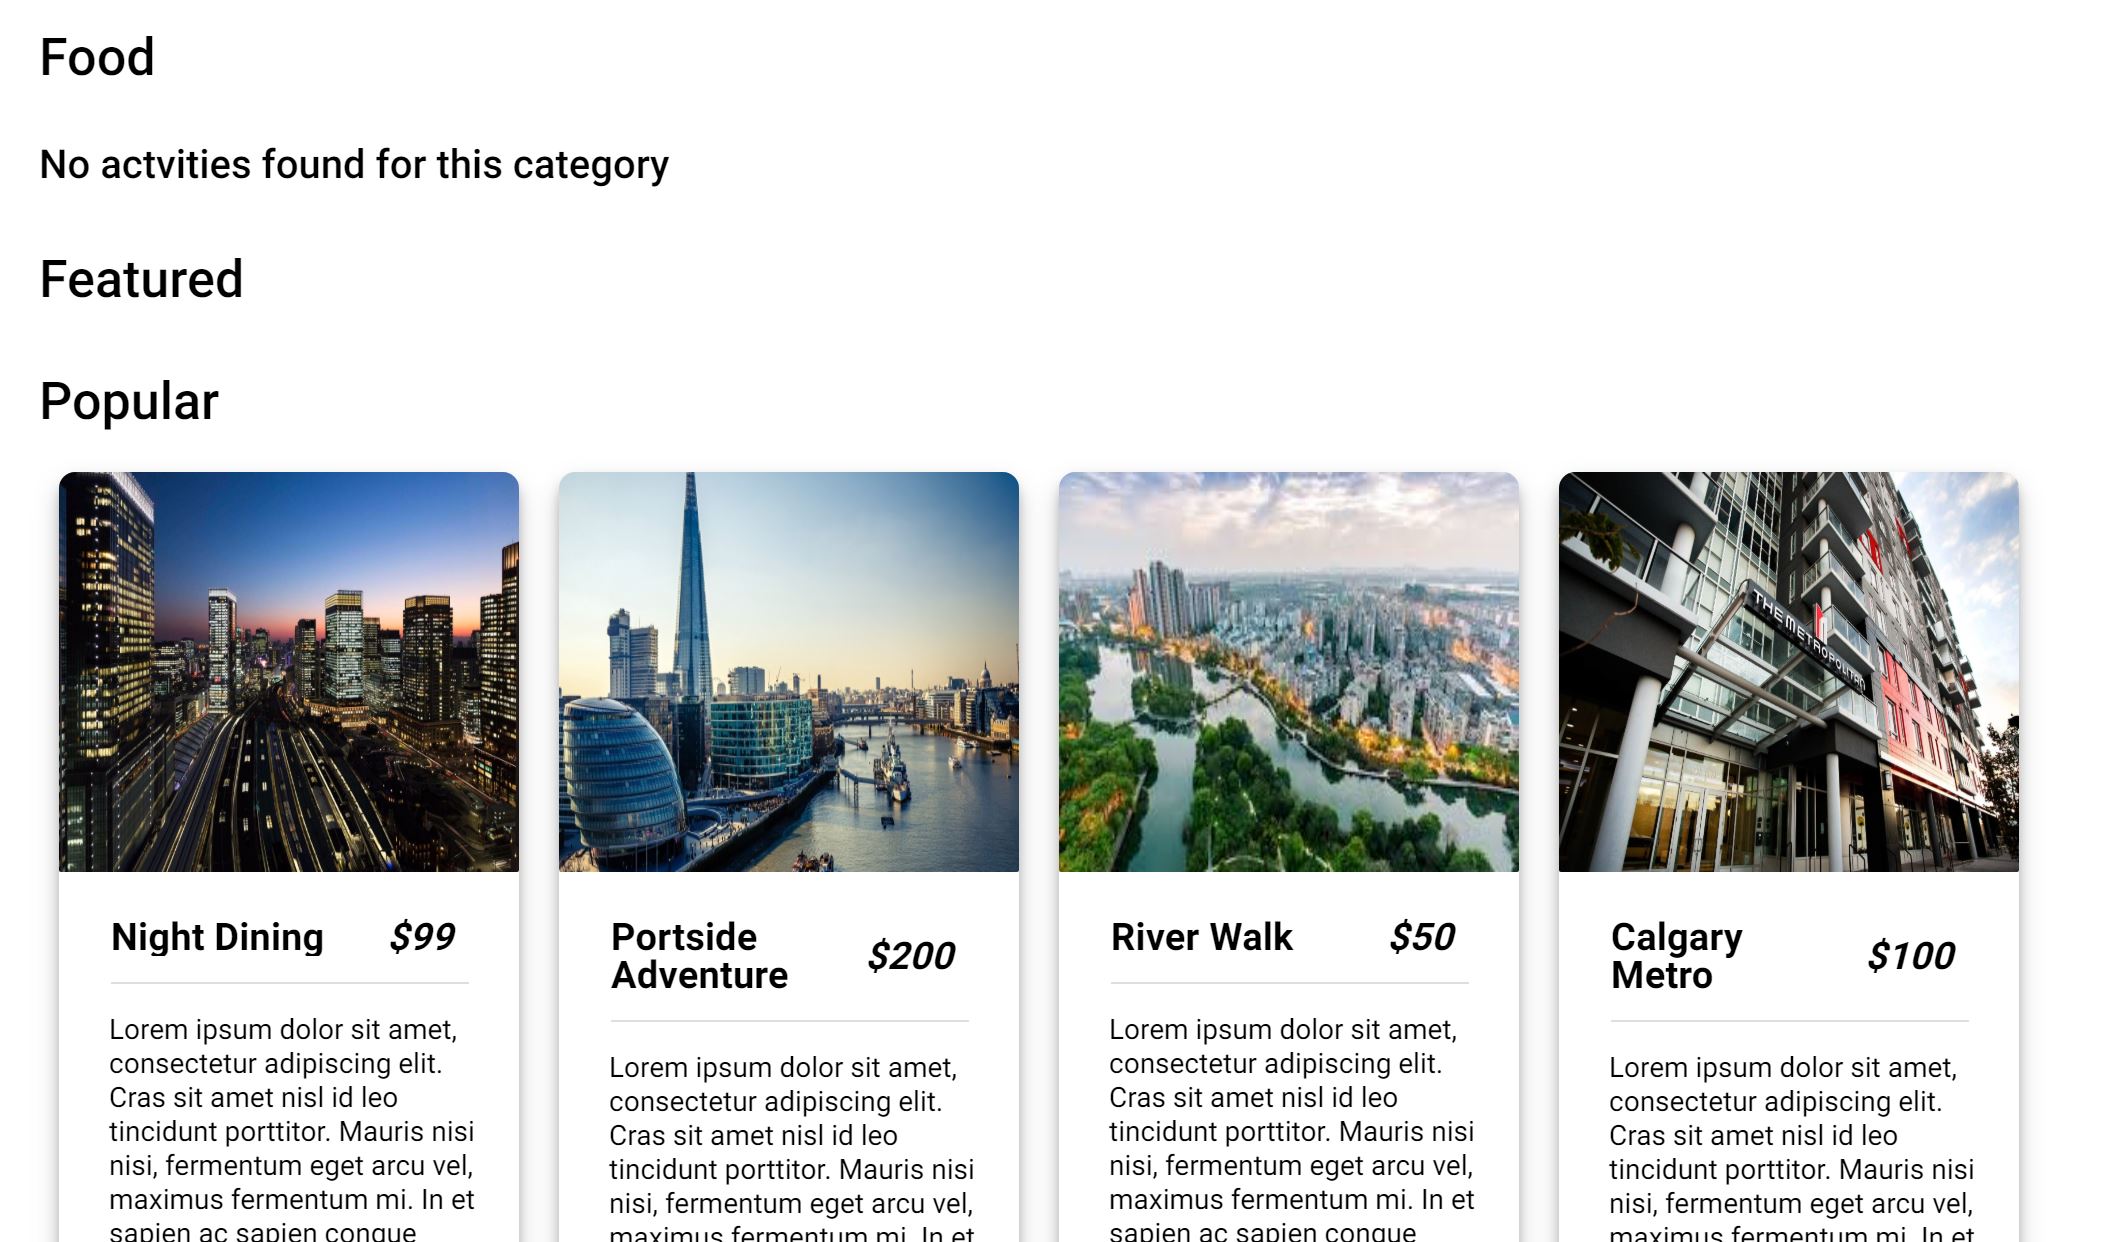 Food
No actvities found for this category
Featured
Popular
THE METROPOLITAN
Night Dining $99
Lorem ipsum dolor sit amet,
consectetur adipiscing elit.
Cras sit amet nisl id leo
tincidunt porttitor. Mauris nisi
nisi, fermentum eget arcu vel,
maximus fermentum mi. In et
sapien ac sapien congue
Portside
Adventure
$200
Lorem ipsum dolor sit amet,
consectetur adipiscing elit.
Cras sit amet nisl id leo
tincidunt porttitor. Mauris nisi
nisi, fermentum eget arcu vel,
maximus fermentum mi. In et
River Walk $50
Lorem ipsum dolor sit amet,
consectetur adipiscing elit.
Cras sit amet nisl id leo
tincidunt porttitor. Mauris nisi
nisi, fermentum eget arcu vel,
maximus fermentum mi. In et
sapien ac sapien congue
Calgary
Metro
$100
Lorem ipsum dolor sit amet,
consectetur adipiscing elit.
Cras sit amet nisl id leo
tincidunt porttitor. Mauris nisi
nisi, fermentum eget arcu vel,
maximus fermentum mi. In et